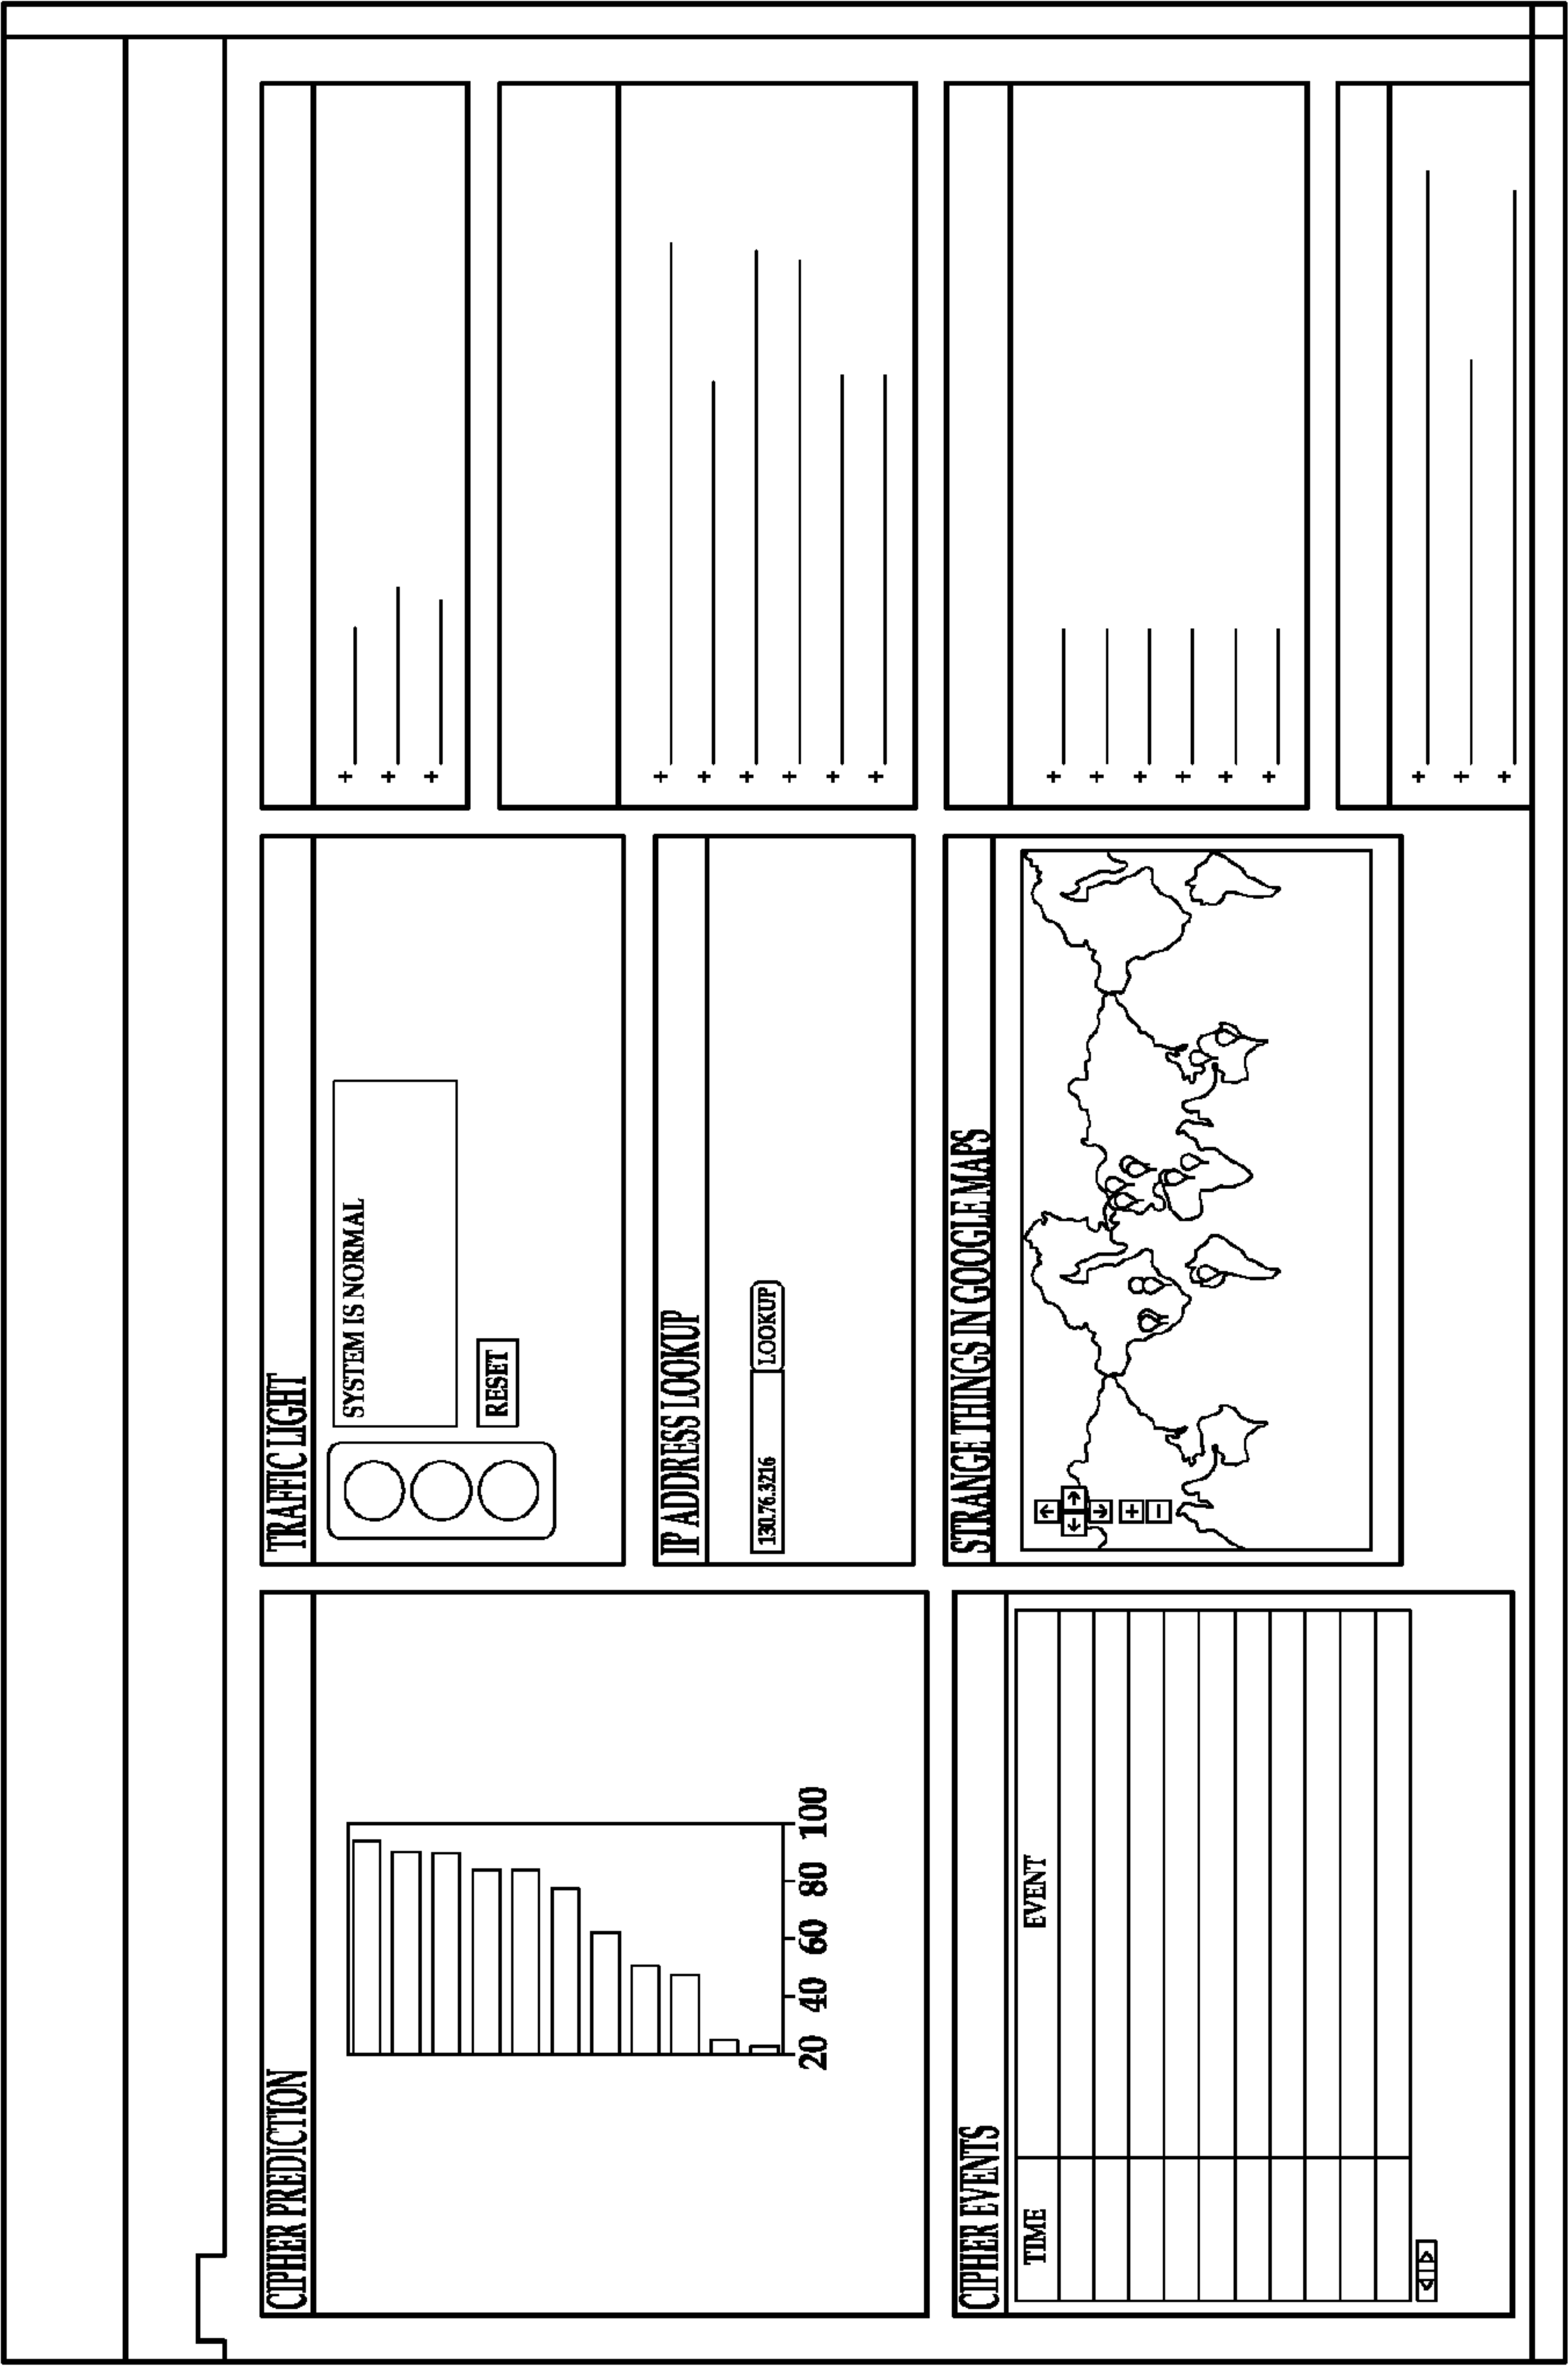 CIPHER PREDICTION
20 40 60 80 100
CIPHER EVENTS
TIME EVENT
TRAFFIC LIGHT
SYSTEM IS NORMAL
RESET
IP ADDRESS LOOKUP
130.76.3216 LOOKUP
STRANGE THINGS IN GOOGLE MAPS